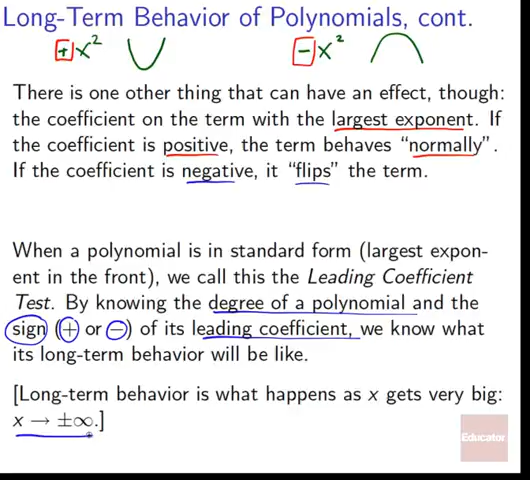 Long-Term Behavior of Polynomials, cont.
+x² −x²
There is one other thing that can have an effect, though:
the coefficient on the term with the largest exponent. If
the coefficient is positive, the term behaves “normally”.
If the coefficient is negative, it “flips” the term.
When a polynomial is in standard form (largest expon-
ent in the front), we call this the Leading Coefficient
Test. By knowing the degree of a polynomial and the
sign (+ or −) of its leading coefficient, we know what
its long-term behavior will be like.
[Long-term behavior is what happens as x gets very big:
x → ±∞.]
Educator